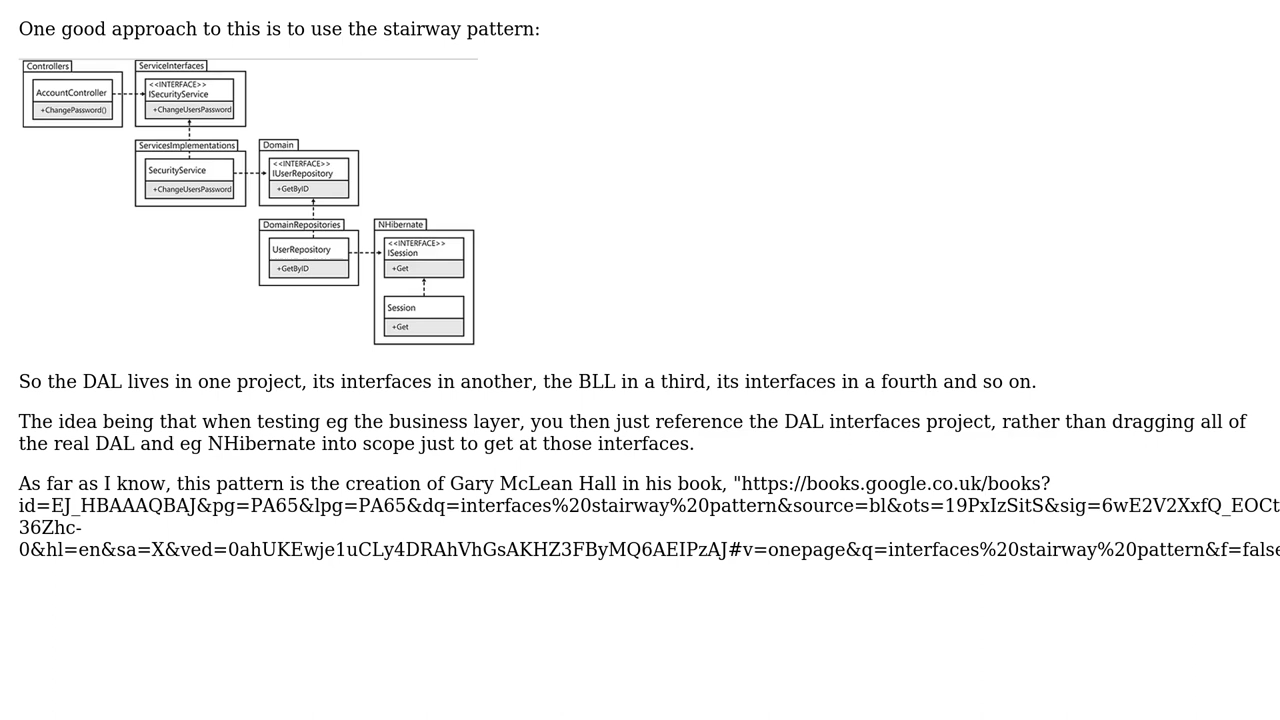 One good approach to this is to use the stairway pattern:
Controllers
ServiceInterfaces
AccountController
+ChangePassword()
<<INTERFACE>>
ISecurityService
+ChangeUsersPassword
ServicesImplementations
Domain
SecurityService
+ChangeUsersPassword
<<INTERFACE>>
IUserRepository
+GetByID
DomainRepositories
NHibernate
UserRepository
+GetByID
<<INTERFACE>>
ISession
+Get
Session
+Get
So the DAL lives in one project, its interfaces in another, the BLL in a third, its interfaces in a fourth and so on.
The idea being that when testing eg the business layer, you then just reference the DAL interfaces project, rather than dragging all of
the real DAL and eg NHibernate into scope just to get at those interfaces.
As far as I know, this pattern is the creation of Gary McLean Hall in his book, "https://books.google.co.uk/books?
id=EJ_HBAAAQBAJ&pg=PA65&lpg=PA65&dq=interfaces%20stairway%20pattern&source=bl&ots=19PxIzSitS&sig=6wE2V2XxfQ_EOCt
36Zhc-
0&hl=en&sa=X&ved=0ahUKEwje1uCLy4DRAhVhGsAKHZ3FByMQ6AEIPzAJ#v=onepage&q=interfaces%20stairway%20pattern&f=false